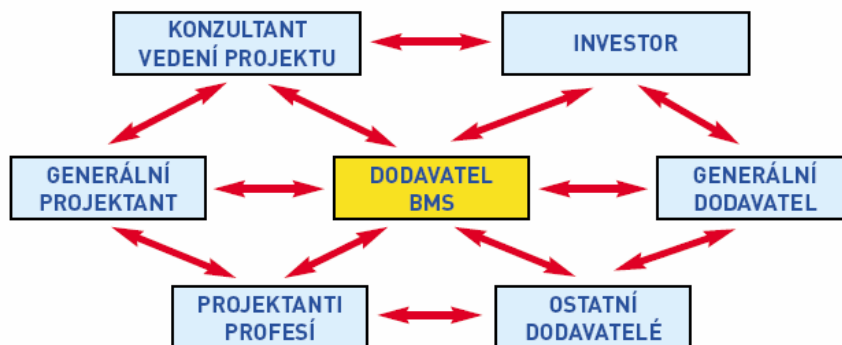 KONZULTANT
VEDENÍ PROJEKTU
INVESTOR
GENERÁLNÍ
PROJEKTANT
DODAVATEL
BMS
GENERÁLNÍ
DODAVATEL
PROJEKTANTI
PROFESÍ
OSTATNÍ
DODAVATELÉ